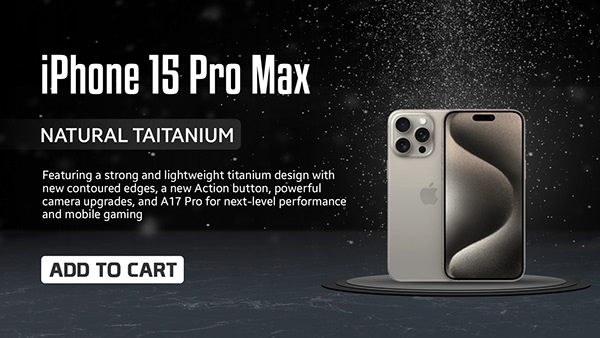 iPhone 15 Pro Max
NATURAL TAITANIUM
Featuring a strong and lightweight titanium design with
new contoured edges, a new Action button, powerful
camera upgrades, and A17 Pro for next-level performance
and mobile gaming
ADD TO CART